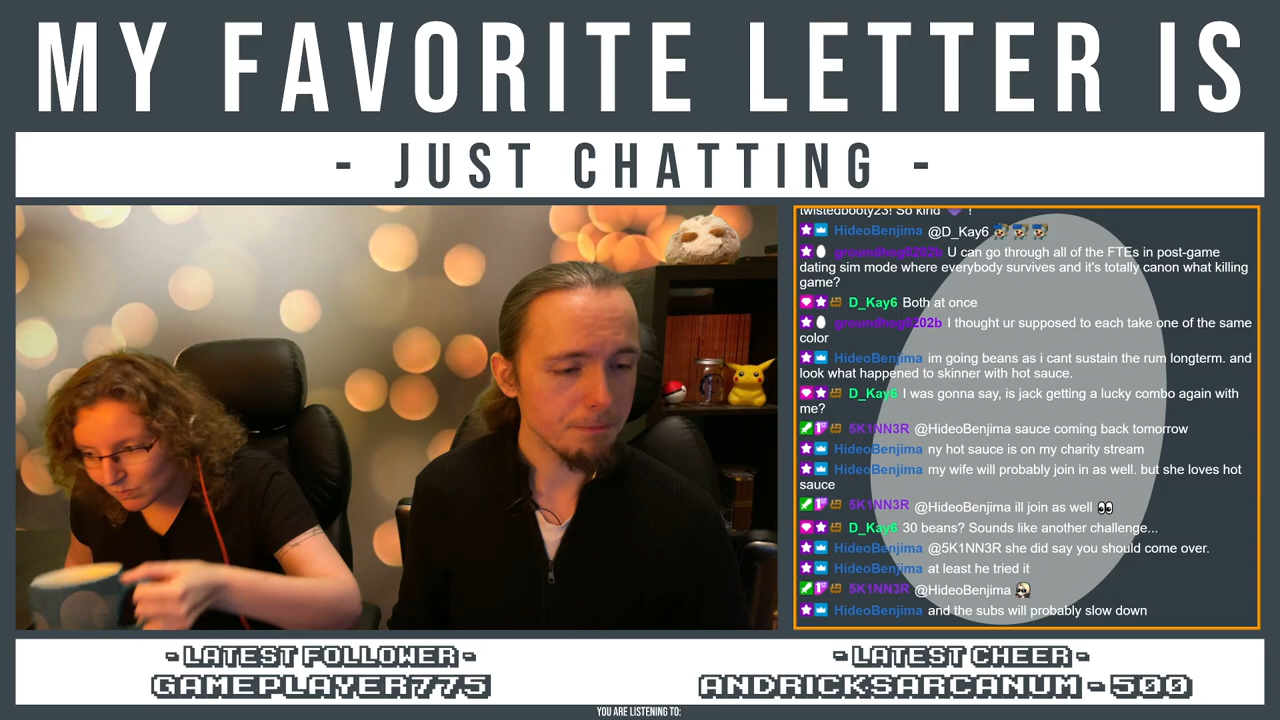 MY FAVORITE LETTER IS
- JUST CHATTING -
twistedbooty23! So kind !
HideoBenjima @D_Kay6
groundhog0202b U can go through all of the FTEs in post-game
dating sim mode where everybody survives and it's totally canon what killing
game?
D_Kay6 Both at once
groundhog0202b I thought ur supposed to each take one of the same
color
HideoBenjima im going beans as i cant sustain the rum longterm. and
look what happened to skinner with hot sauce.
D_Kay6 I was gonna say, is jack getting a lucky combo again with
me?
5K1NN3R @HideoBenjima sauce coming back tomorrow
HideoBenjima ny hot sauce is on my charity stream
HideoBenjima my wife will probably join in as well. but she loves hot
sauce
5K1NN3R @HideoBenjima ill join as well
D_Kay6 30 beans? Sounds like another challenge...
HideoBenjima @5K1NN3R she did say you should come over.
HideoBenjima at least he tried it
5K1NN3R @HideoBenjima
HideoBenjima and the subs will probably slow down
- LATEST FOLLOWER -
GAMEPLAYER775
- LATEST CHEER -
ANDRICKSARCANUM - 500
YOU ARE LISTENING TO: